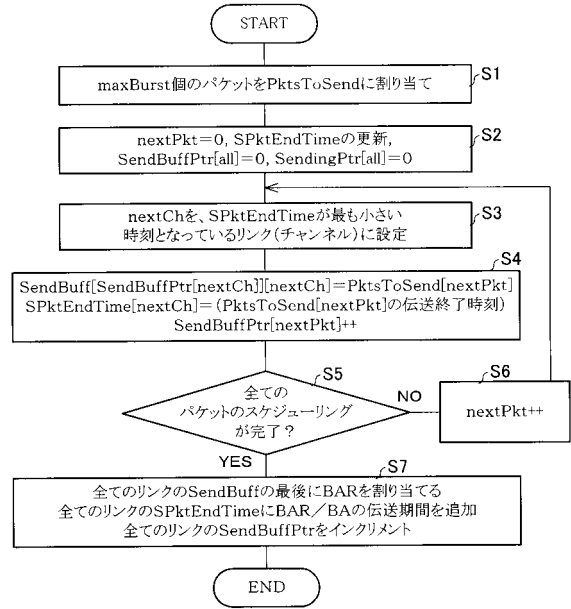 START
maxBurst個のパケットをPktsToSendに割り当て
S1
nextPkt=0, SPktEndTimeの更新,
SendBuffPtr[all]=0, SendingPtr[all]=0
S2
nextChを、SPktEndTimeが最も小さい
時刻となっているリンク(チャンネル)に設定
S3
S4
SendBuff[SendBuffPtr[nextCh]][nextCh]=PktsToSend[nextPkt]
SPktEndTime[nextCh]=(PktsToSend[nextPkt]の伝送終了時刻)
SendBuffPtr[nextPkt]++
S5
全ての
パケットのスケジューリング
が完了?
NO
S6
nextPkt++
YES
S7
全てのリンクのSendBuffの最後にBARを割り当てる
全てのリンクのSPktEndTimeにBAR/BAの伝送期間を追加
全てのリンクのSendBuffPtrをインクリメント
END